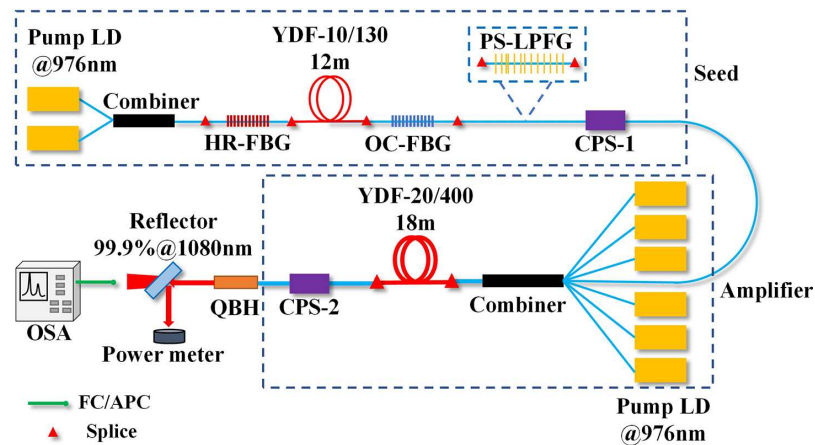 Pump LD
@976nm
Combiner
HR-FBG
YDF-10/130
12m
OC-FBG
PS-LPFG
CPS-1
Seed
Reflector
99.9%@1080nm
OSA
Power meter
QBH
CPS-2
YDF-20/400
18m
Combiner
Amplifier
Pump LD
@976nm
FC/APC
Splice